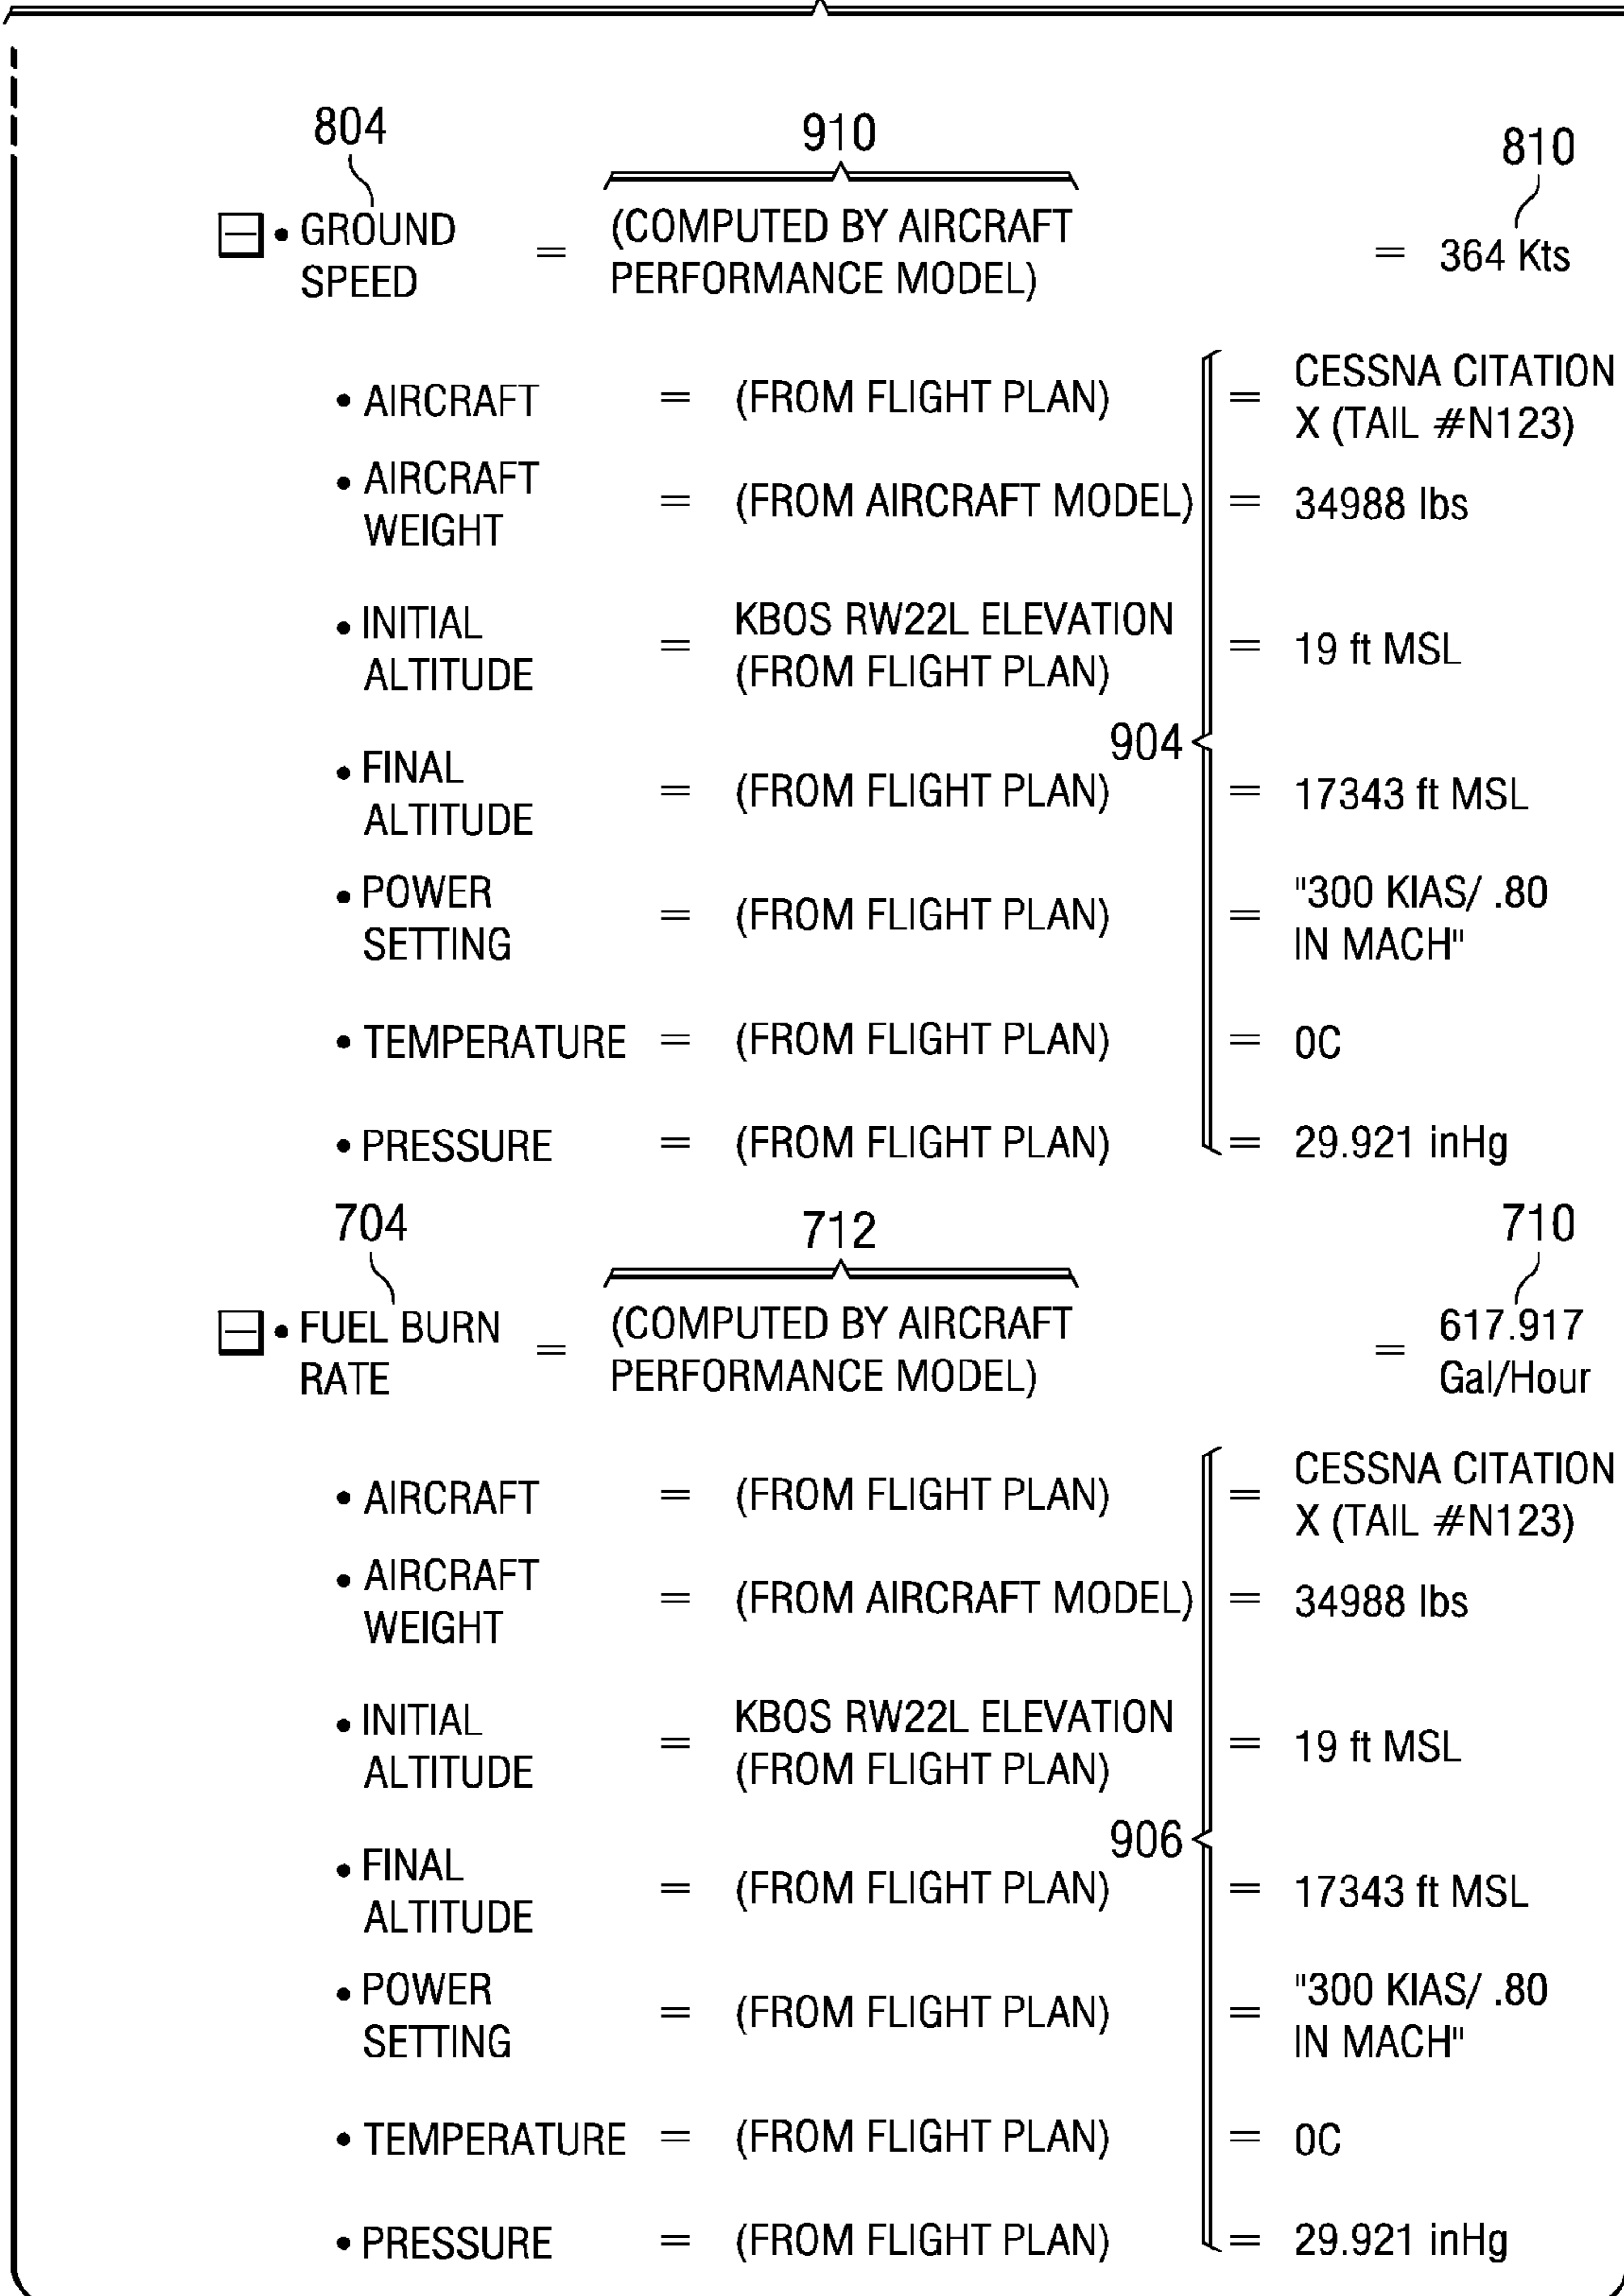 804
910
810
• GROUND SPEED = (COMPUTED BY AIRCRAFT PERFORMANCE MODEL) = 364 Kts
• AIRCRAFT = (FROM FLIGHT PLAN) = CESSNA CITATION X (TAIL #N123)
• AIRCRAFT WEIGHT = (FROM AIRCRAFT MODEL) = 34988 lbs
• INITIAL ALTITUDE = KBOS RW22L ELEVATION (FROM FLIGHT PLAN) = 19 ft MSL
904
• FINAL ALTITUDE = (FROM FLIGHT PLAN) = 17343 ft MSL
• POWER SETTING = (FROM FLIGHT PLAN) = "300 KIAS/ .80 IN MACH"
• TEMPERATURE = (FROM FLIGHT PLAN) = 0C
• PRESSURE = (FROM FLIGHT PLAN) = 29.921 inHg
704
712
710
• FUEL BURN RATE = (COMPUTED BY AIRCRAFT PERFORMANCE MODEL) = 617.917 Gal/Hour
• AIRCRAFT = (FROM FLIGHT PLAN) = CESSNA CITATION X (TAIL #N123)
• AIRCRAFT WEIGHT = (FROM AIRCRAFT MODEL) = 34988 lbs
• INITIAL ALTITUDE = KBOS RW22L ELEVATION (FROM FLIGHT PLAN) = 19 ft MSL
906
• FINAL ALTITUDE = (FROM FLIGHT PLAN) = 17343 ft MSL
• POWER SETTING = (FROM FLIGHT PLAN) = "300 KIAS/ .80 IN MACH"
• TEMPERATURE = (FROM FLIGHT PLAN) = 0C
• PRESSURE = (FROM FLIGHT PLAN) = 29.921 inHg